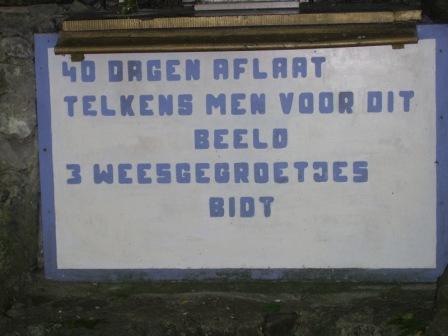 40 DAGEN AFLAAT
TELKENS MEN VOOR DIT
BEELD
3 WEESGEGROETJES
BIDT